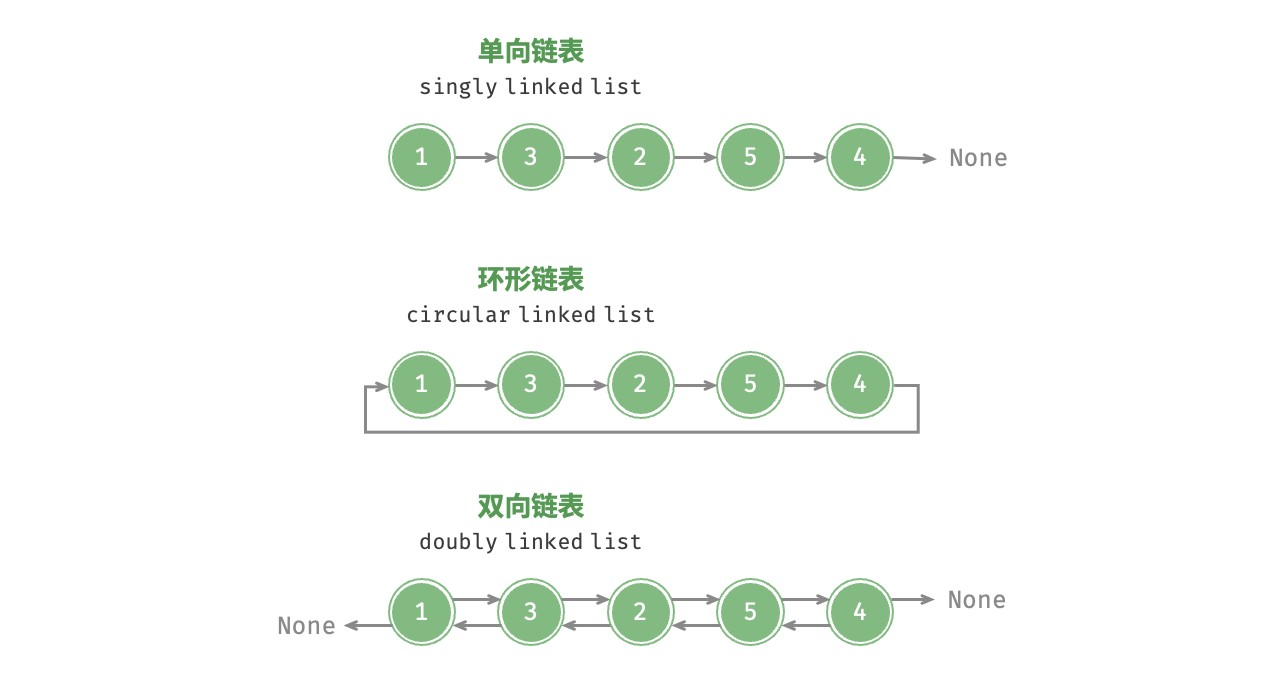 单向链表
singly linked list
1 3 2 5 4 None
环形链表
circular linked list
1 3 2 5 4
双向链表
doubly linked list
None 1 3 2 5 4 None